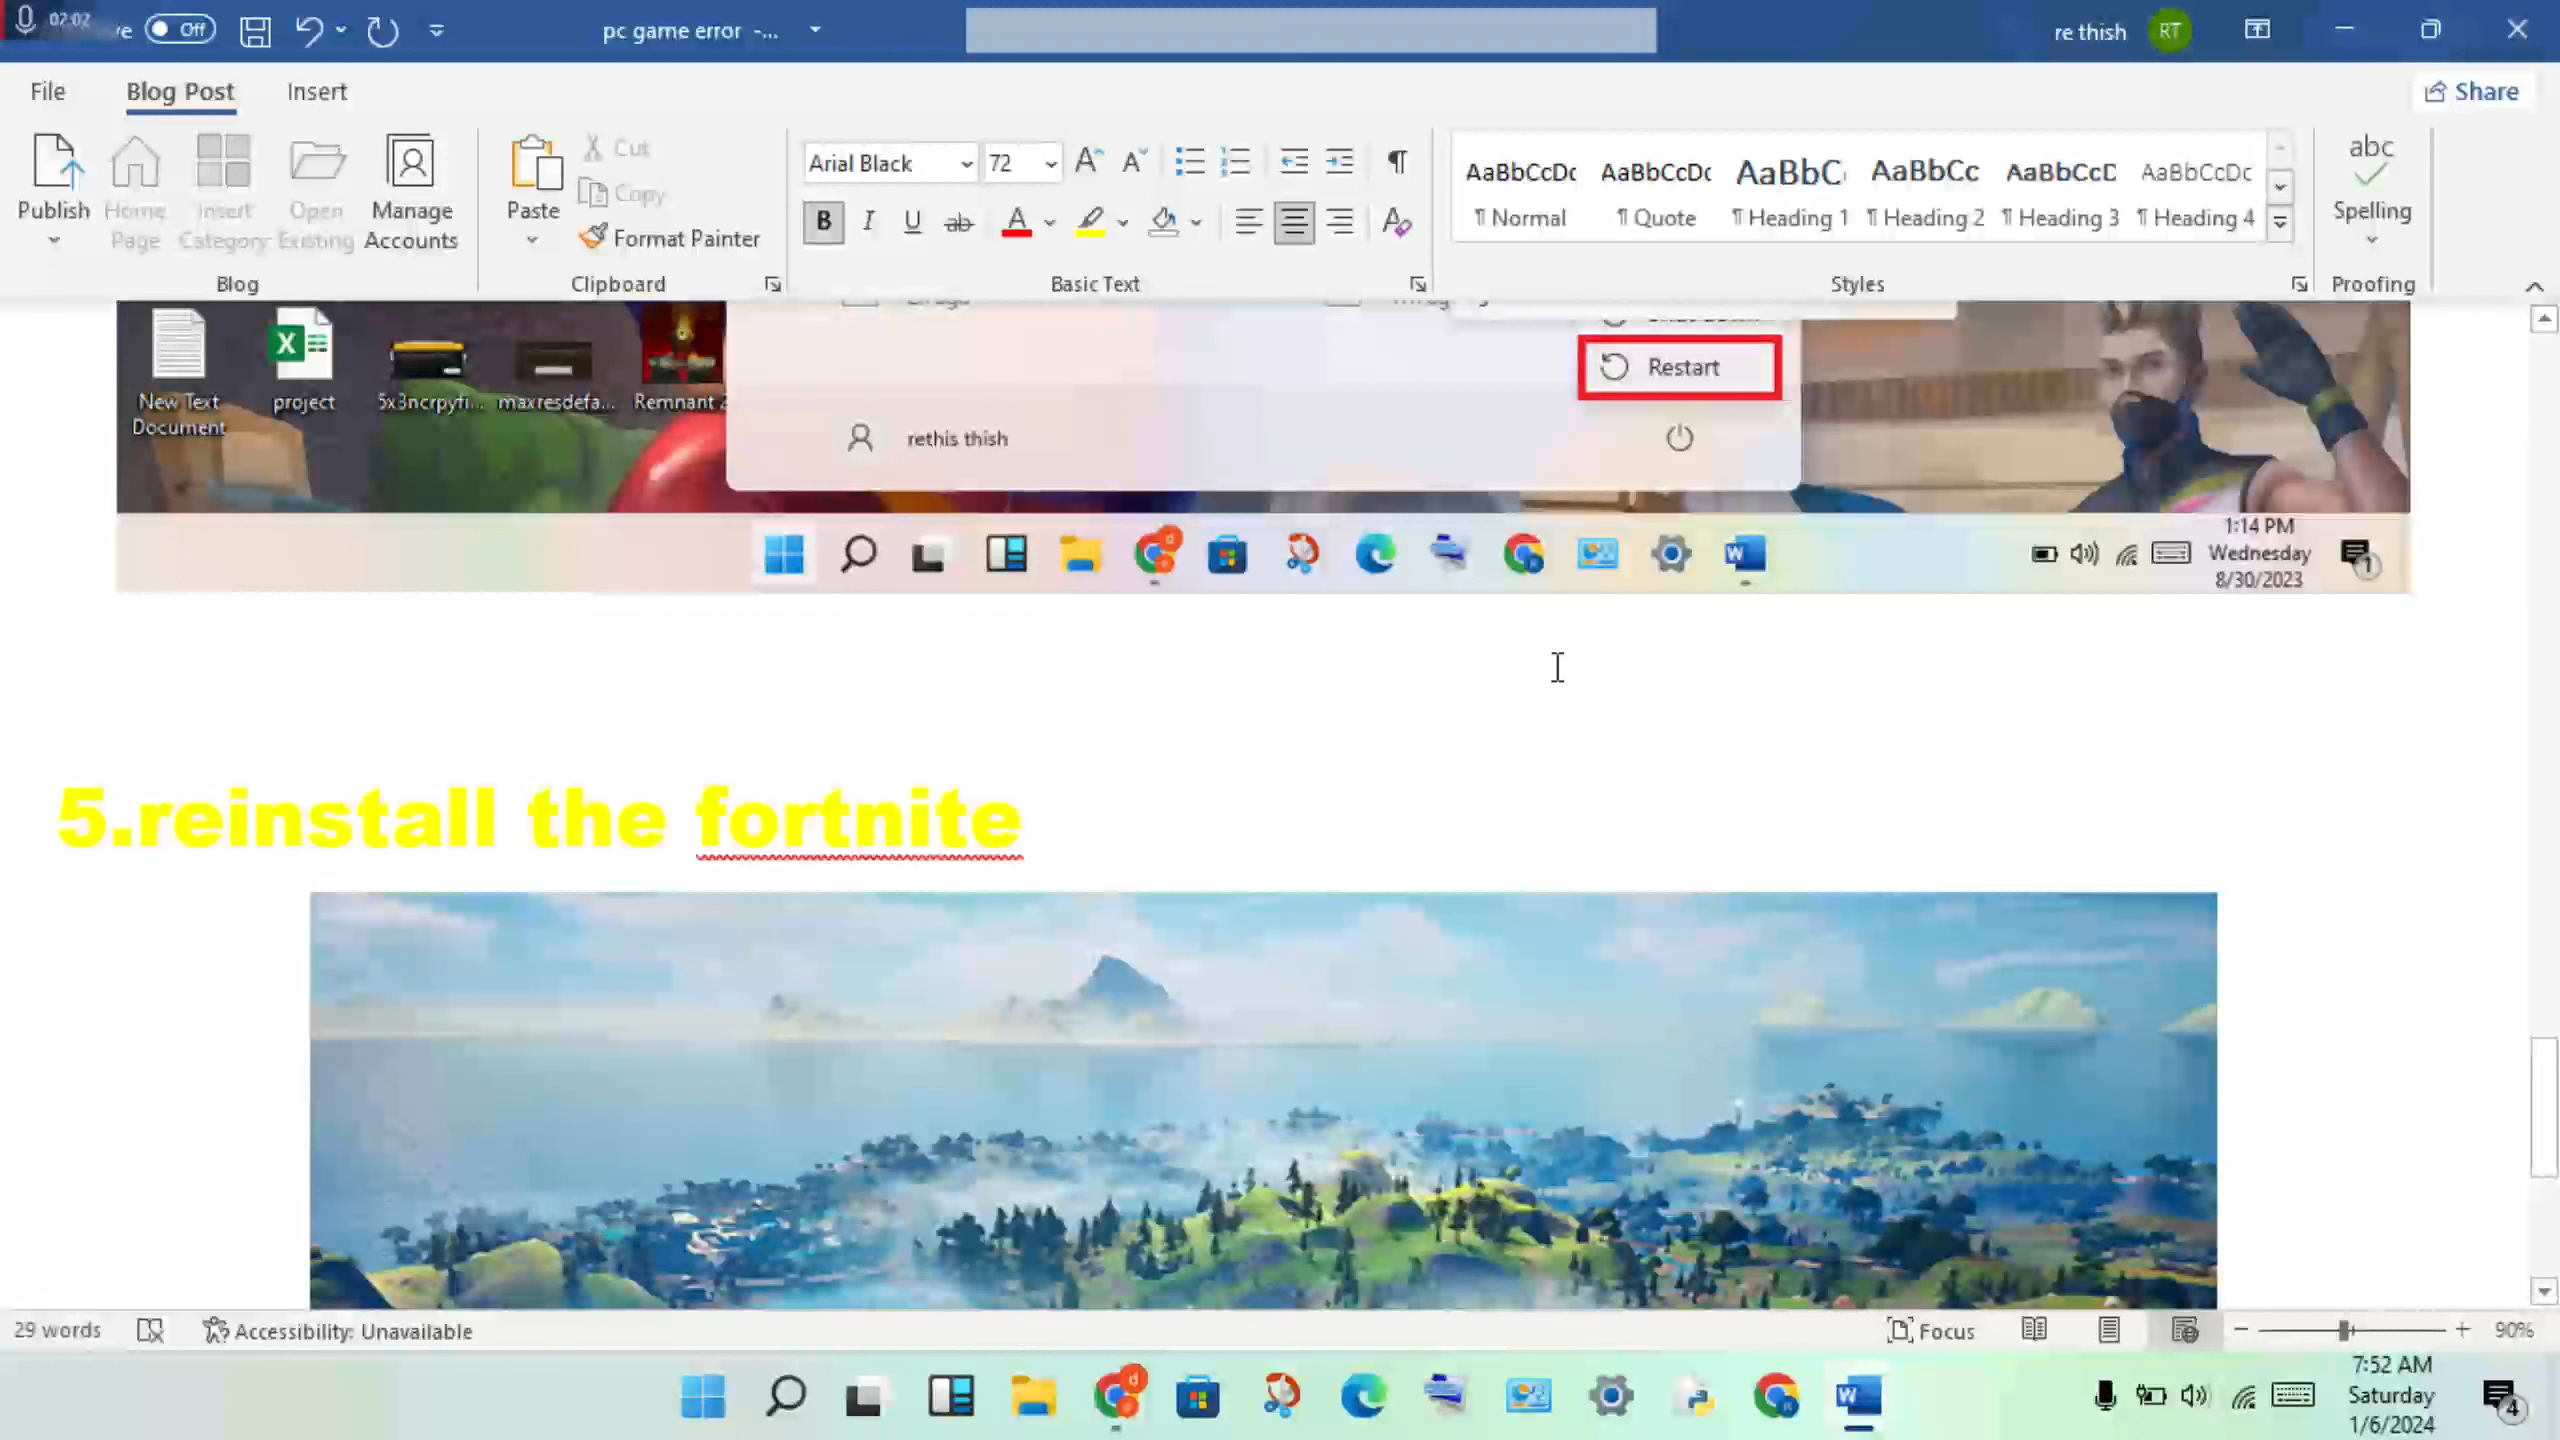 02:02
Off
pc game error -...
re thish
RT
File
Blog Post
Insert
Share
Publish
Home Page
Insert Category
Open Existing
Manage Accounts
Paste
Cut
Copy
Format Painter
Arial Black
72
AaBbCcDc
AaBbCcDc
AaBbC
AaBbCc
AaBbCcD
AaBbCcDc
¶ Normal
¶ Quote
¶ Heading 1
¶ Heading 2
¶ Heading 3
¶ Heading 4
abc
Spelling
Blog
Clipboard
Basic Text
Styles
Proofing
Restart
New Text Document
project
5x3ncrpyfi...
maxresdefa...
Remnant 2
rethis thish
1:14 PM
Wednesday
8/30/2023
1
5.reinstall the fortnite
29 words
Accessibility: Unavailable
Focus
90%
7:52 AM
Saturday
1/6/2024
4